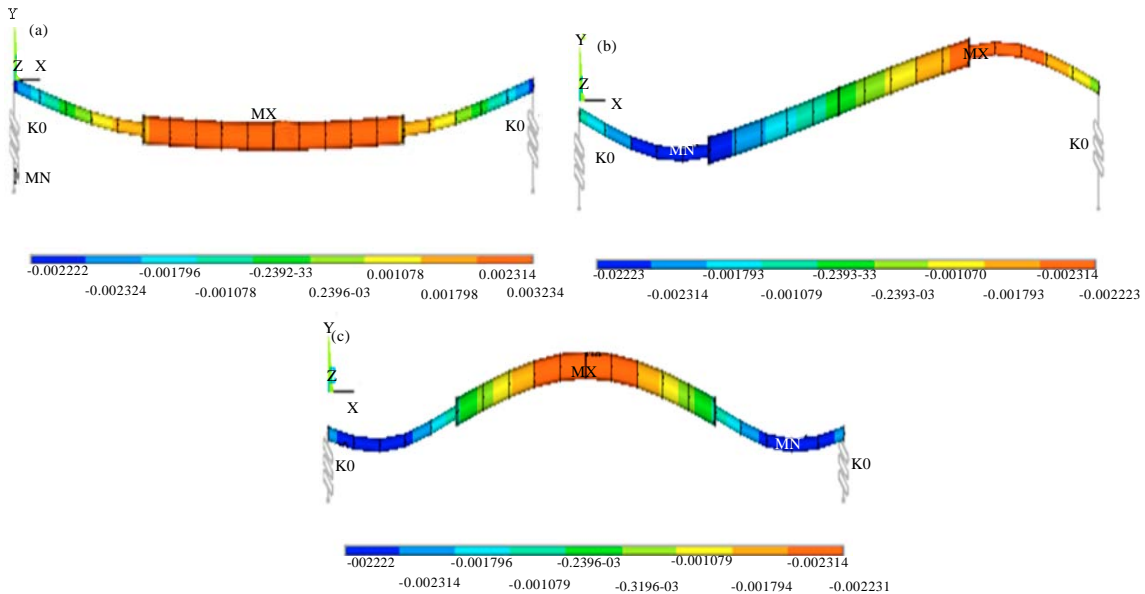 Y
(a)
Z X
MX
K0
K0
MN
-0.002222 -0.001796 -0.2392-33 0.001078 0.002314
-0.002324 -0.001078 0.2396-03 0.001798 0.003234
Y
(b)
Z
X
MX
K0
MN
K0
-0.02223 -0.001793 -0.2393-33 -0.001070 -0.002314
-0.002314 -0.001079 -0.2393-03 -0.001793 -0.002223
Y
(c)
Z
X
MX
MN
K0
K0
-002222 -0.001796 -0.2396-03 -0.001079 -0.002314
-0.002314 -0.001079 -0.3196-03 -0.001794 -0.002231